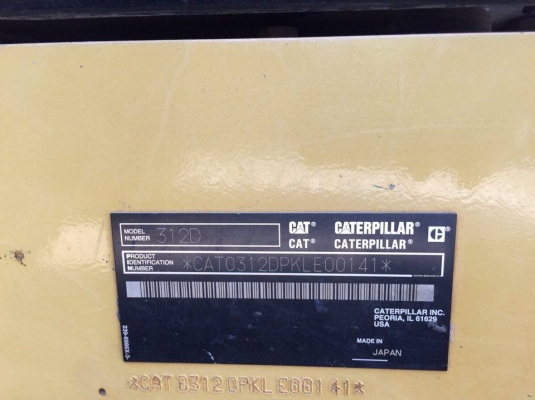 MODEL NUMBER 312D
CAT® CATERPILLAR® C®
CAT® CATERPILLAR®
PRODUCT IDENTIFICATION NUMBER *CAT0312DPKLE00141*
CATERPILLAR INC.
PEORIA, IL 61629
USA
MADE IN
JAPAN
*CAT0312DPKLE00141*